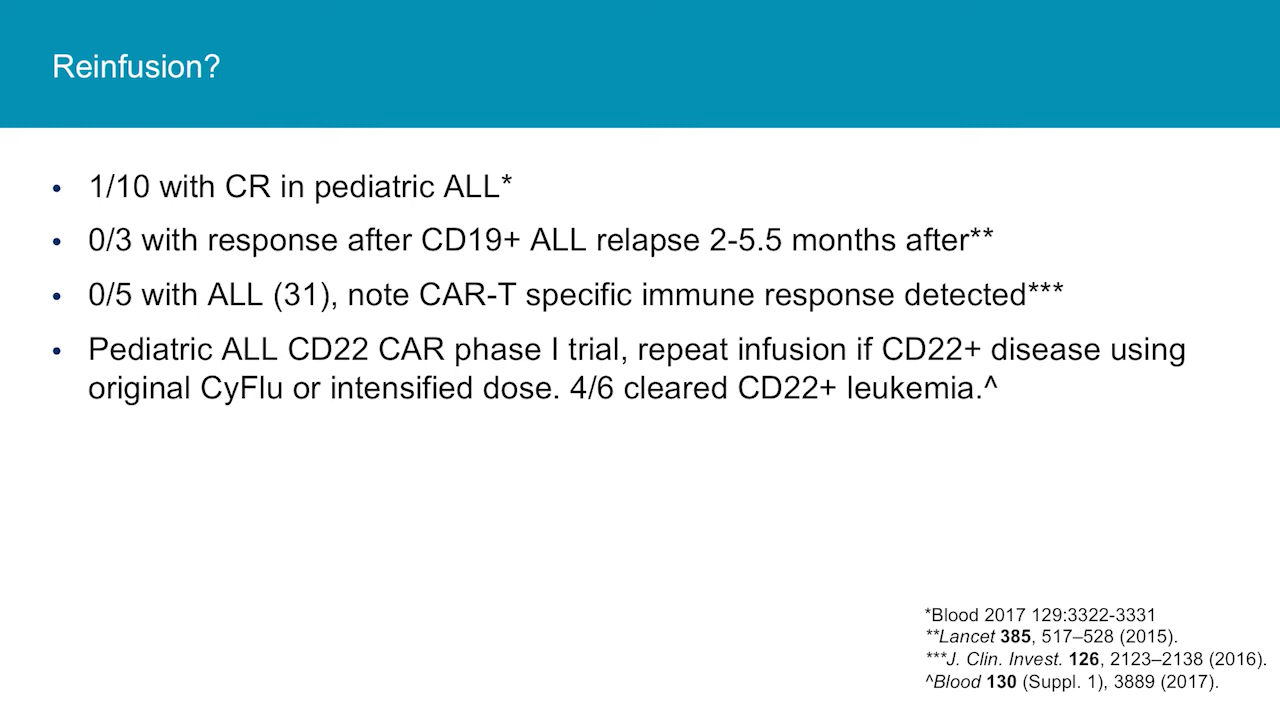 Reinfusion?
• 1/10 with CR in pediatric ALL*
• 0/3 with response after CD19+ ALL relapse 2-5.5 months after**
• 0/5 with ALL (31), note CAR-T specific immune response detected***
• Pediatric ALL CD22 CAR phase I trial, repeat infusion if CD22+ disease using
original CyFlu or intensified dose. 4/6 cleared CD22+ leukemia.^
*Blood 2017 129:3322-3331
**Lancet 385, 517–528 (2015).
***J. Clin. Invest. 126, 2123–2138 (2016).
^Blood 130 (Suppl. 1), 3889 (2017).